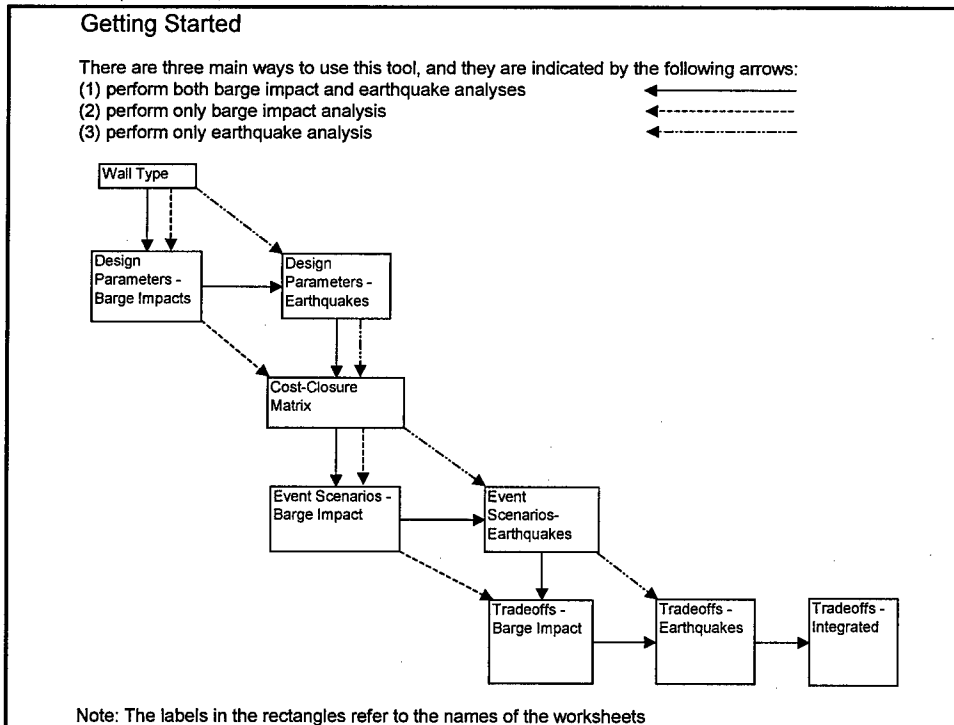 Getting Started
There are three main ways to use this tool, and they are indicated by the following arrows:
(1) perform both barge impact and earthquake analyses
(2) perform only barge impact analysis
(3) perform only earthquake analysis
Wall Type
Design
Parameters -
Barge Impacts
Design
Parameters -
Earthquakes
Cost-Closure
Matrix
Event Scenarios -
Barge Impact
Event
Scenarios-
Earthquakes
Tradeoffs -
Barge Impact
Tradeoffs -
Earthquakes
Tradeoffs -
Integrated
Note: The labels in the rectangles refer to the names of the worksheets